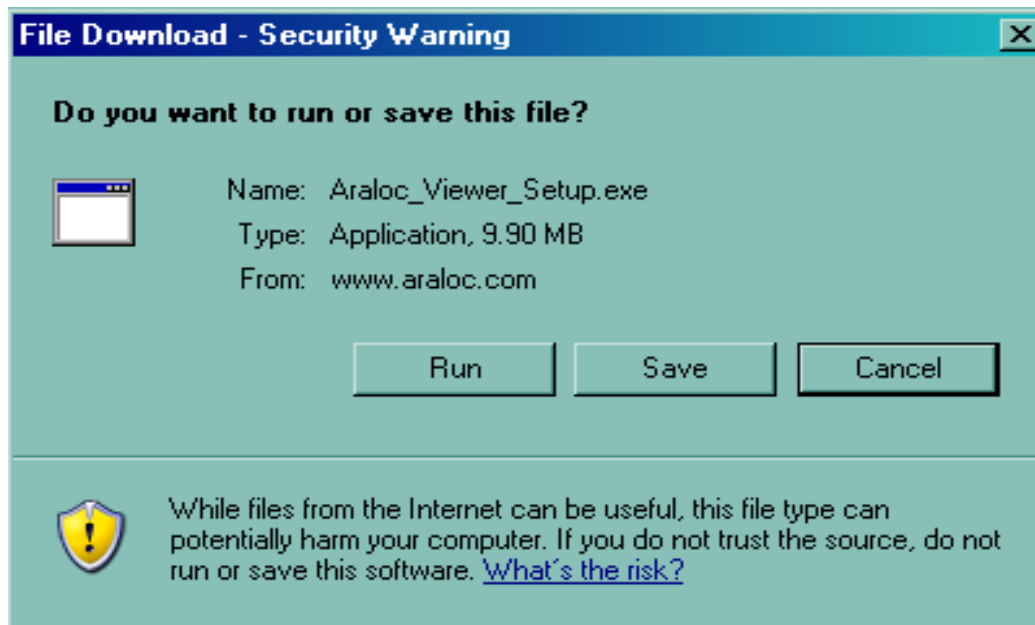 File Download - Security Warning
Do you want to run or save this file?
Name: Araloc_Viewer_Setup.exe
Type: Application, 9.90 MB
From: www.araloc.com
Run Save Cancel
While files from the Internet can be useful, this file type can
potentially harm your computer. If you do not trust the source, do not
run or save this software. What's the risk?